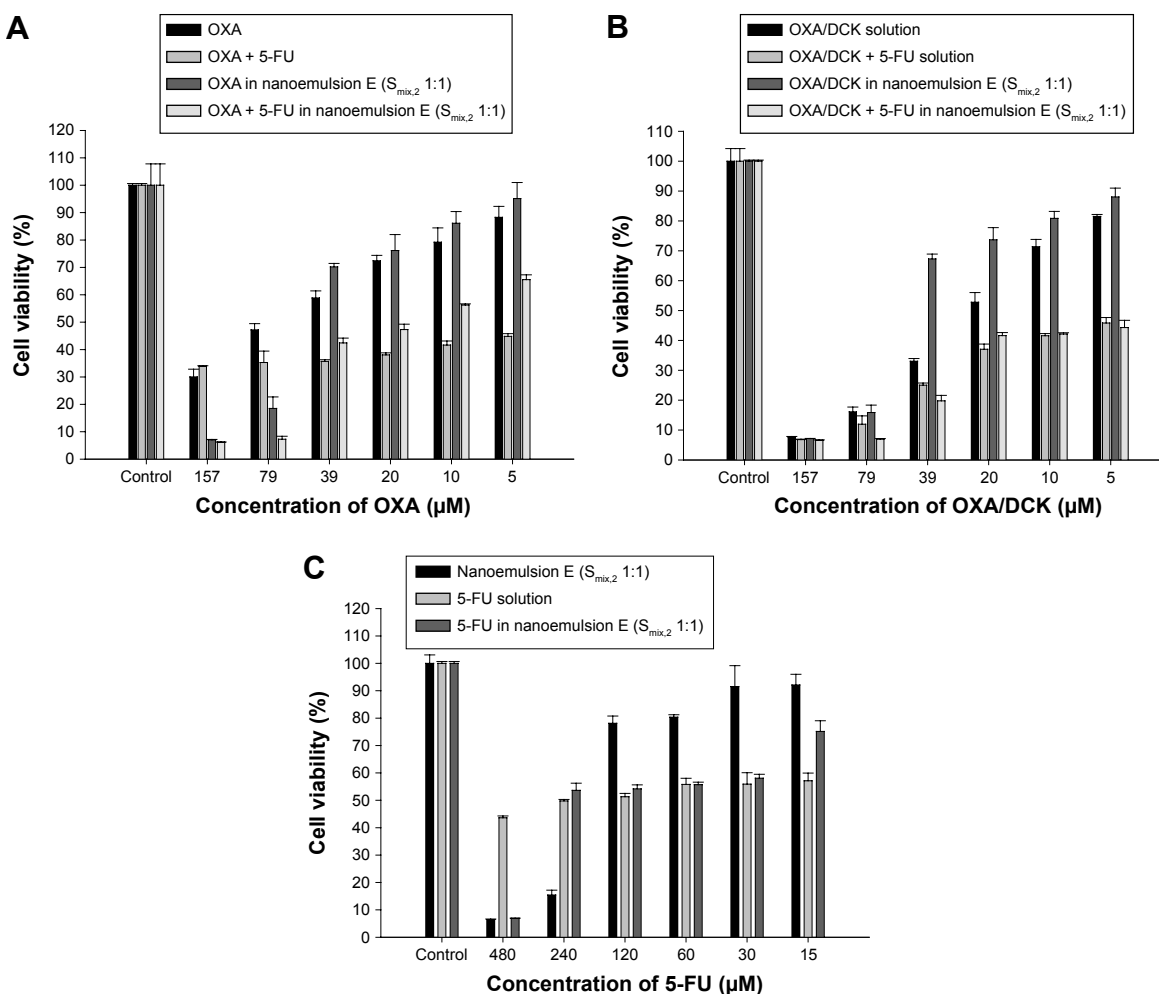 A
OXA
OXA + 5-FU
OXA in nanoemulsion E (Smix,2 1:1)
OXA + 5-FU in nanoemulsion E (Smix,2 1:1)
120
110
100
90
80
70
60
50
40
30
20
10
0
Cell viability (%)
Control 157 79 39 20 10 5
Concentration of OXA (µM)
B
OXA/DCK solution
OXA/DCK + 5-FU solution
OXA/DCK in nanoemulsion E (Smix,2 1:1)
OXA/DCK + 5-FU in nanoemulsion E (Smix,2 1:1)
110
100
90
80
70
60
50
40
30
20
10
0
Cell viability (%)
Control 157 79 39 20 10 5
Concentration of OXA/DCK (µM)
C
Nanoemulsion E (Smix,2 1:1)
5-FU solution
5-FU in nanoemulsion E (Smix,2 1:1)
120
110
100
90
80
70
60
50
40
30
20
10
0
Cell viability (%)
Control 480 240 120 60 30 15
Concentration of 5-FU (µM)